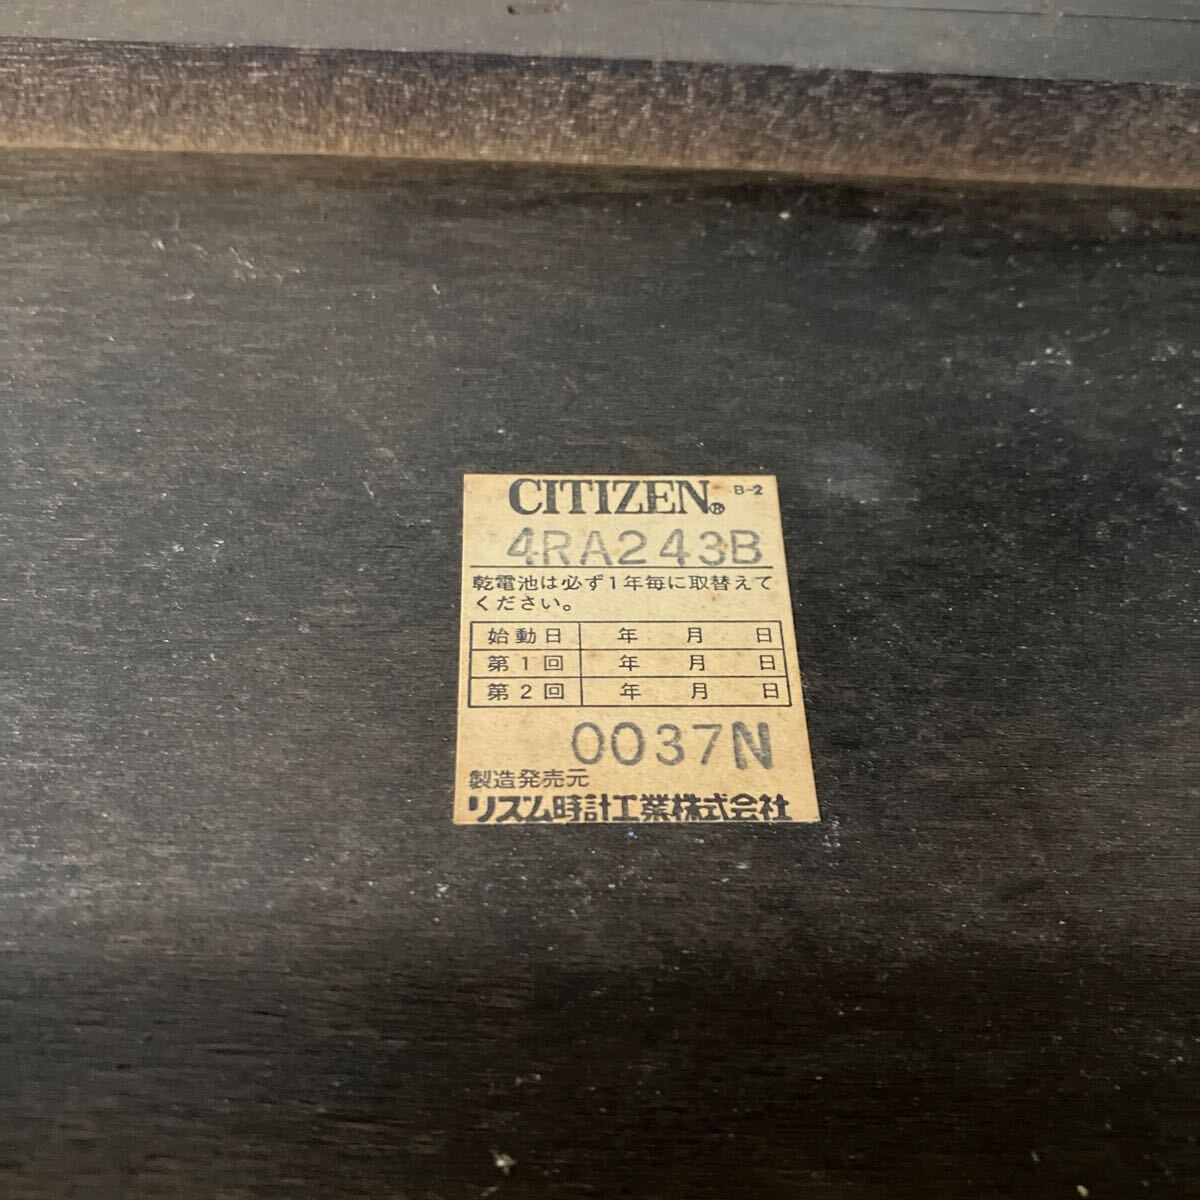 CITIZEN® B-2
4RA243B
乾電池は必ず1年毎に取替えて
ください。
始動日 年 月 日
第1回 年 月 日
第2回 年 月 日
0037N
製造発売元
リズム時計工業株式会社